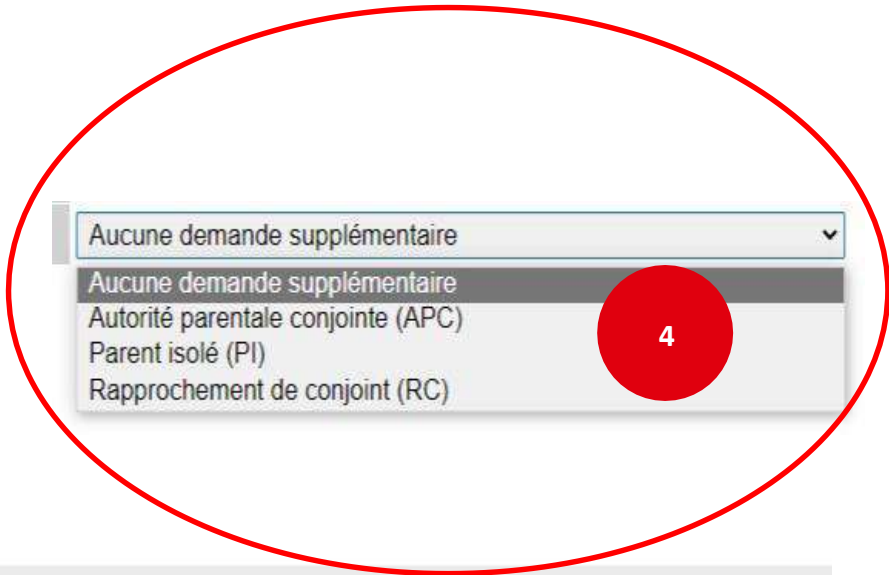 Aucune demande supplémentaire
Aucune demande supplémentaire
Autorité parentale conjointe (APC)
4
Parent isolé (PI)
Rapprochement de conjoint (RC)